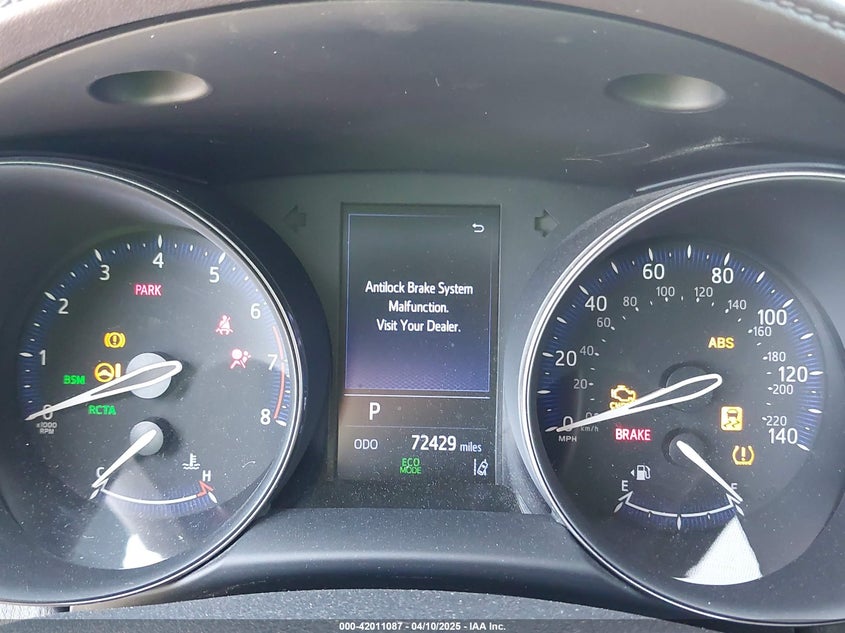 0
1
2
3
4
5
6
7
8
x1000
RPM
PARK
BSM
RCTA
C
H
Antilock Brake System
Malfunction.
Visit Your Dealer.
P
ODO 72429 miles
ECO
MODE
0
20
40
60
80
100
120
140
MPH
20
40
60
80
100
120
140
160
180
200
220
km/h
ABS
BRAKE
E
F
000-42011087 - 04/10/2025 - IAA Inc.